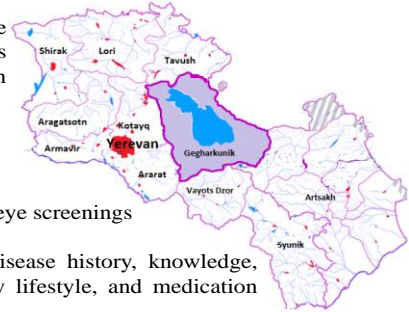 e
s
n
Shirak
Lori
Tavush
Aragatsotn
Kotayq
Armavir
Yerevan
Gegharkunik
Ararat
Vayots Dzor
Artsakh
Syunik
eye screenings
isease history, knowledge,
y lifestyle, and medication